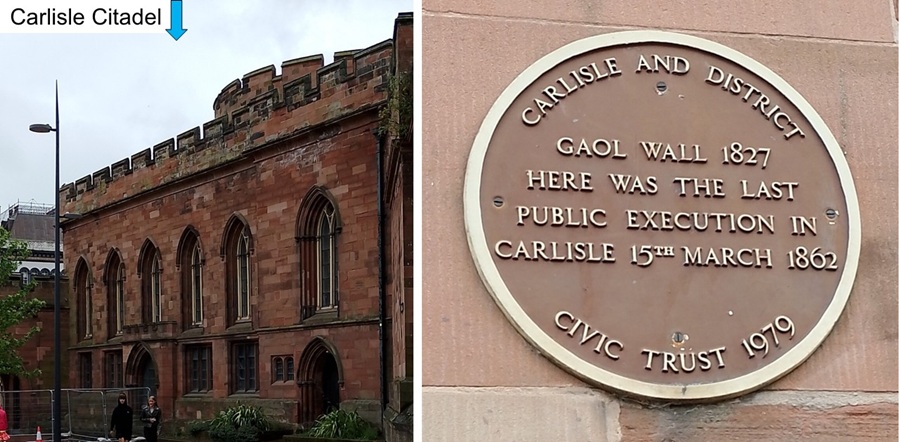 Carlisle Citadel
CARLISLE AND DISTRICT
GAOL WALL 1827
HERE WAS THE LAST
PUBLIC EXECUTION IN
CARLISLE 15TH MARCH 1862
CIVIC TRUST 1979